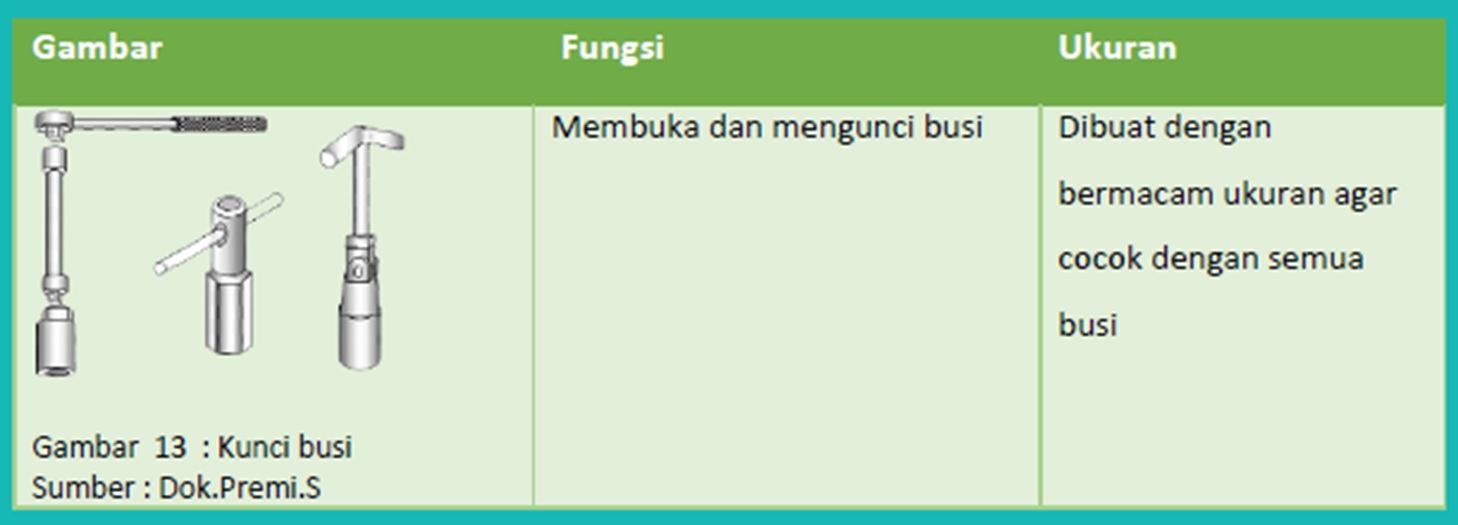 Gambar
Fungsi
Ukuran
Membuka dan mengunci busi
Dibuat dengan
bermacam ukuran agar
cocok dengan semua
busi
Gambar 13 : Kunci busi
Sumber : Dok.Premi.S